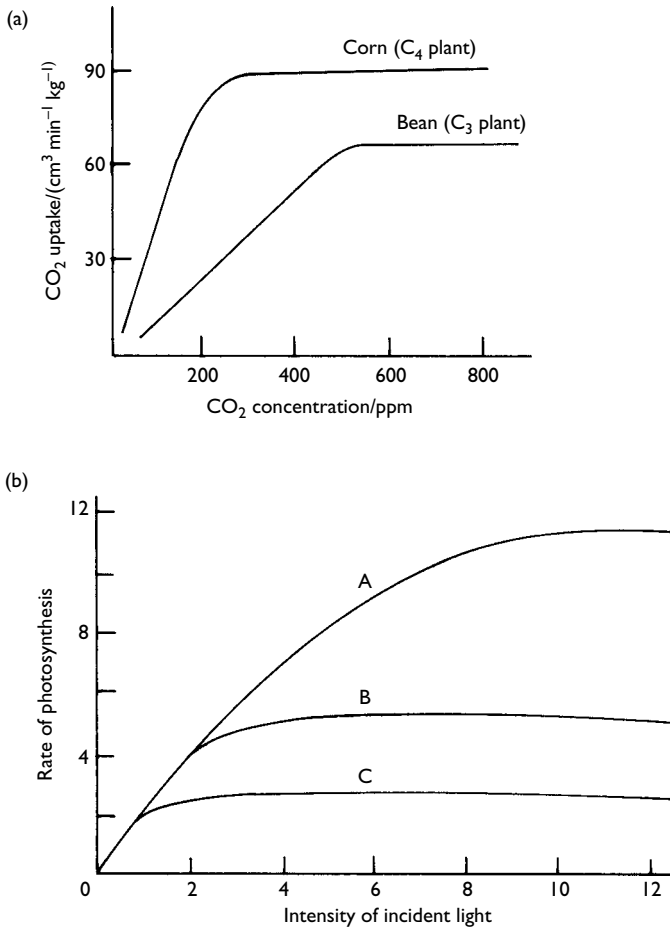 (a)
Corn (C₄ plant)
90
Bean (C₃ plant)
60
30
CO₂ uptake/(cm³ min⁻¹ kg⁻¹)
200 400 600 800
CO₂ concentration/ppm
(b)
12
A
8
B
4
C
Rate of photosynthesis
0 2 4 6 8 10 12
Intensity of incident light